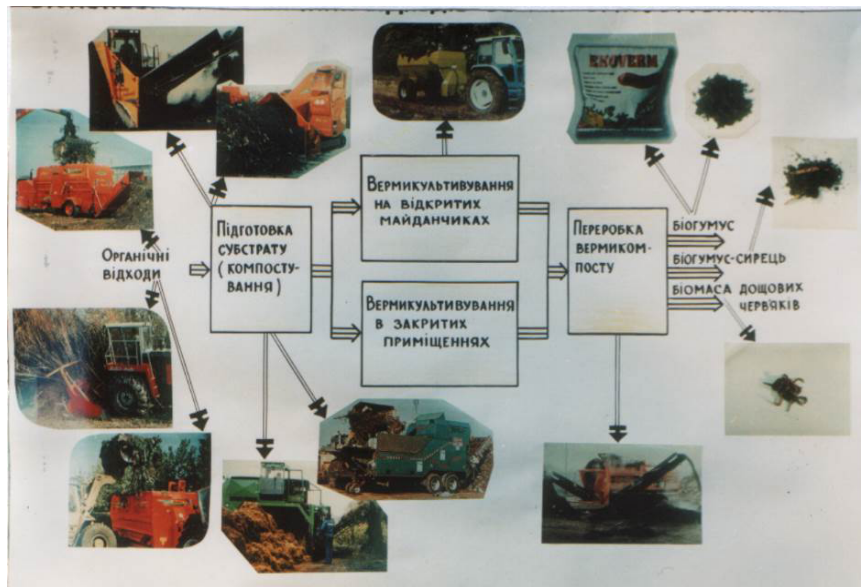 EKOVERM
ВЕРМИКУЛЬТИВУВАННЯ
НА ВІДКРИТИХ
МАЙДАНЧИКАХ
ПІДГОТОВКА
СУБСТРАТУ
(КОМПОСТУ-
ВАННЯ)
ПЕРЕРОБКА
ВЕРМИКОМ-
ПОСТУ
БІОГУМУС
БІОГУМУС-СИРЕЦЬ
БІОМАСА ДОЩОВИХ
ЧЕРВ'ЯКІВ
ОРГАНІЧНІ
ВІДХОДИ
ВЕРМИКУЛЬТИВУВАННЯ
В ЗАКРИТИХ
ПРИМІЩЕННЯХ